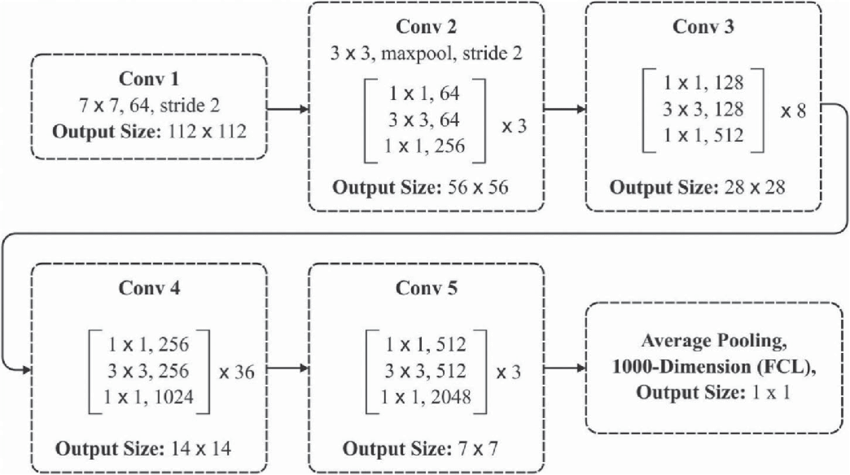 Conv 1
7 x 7, 64, stride 2
Output Size: 112 x 112
Conv 2
3 x 3, maxpool, stride 2
1 x 1, 64
3 x 3, 64
1 x 1, 256
x 3
Output Size: 56 x 56
Conv 3
1 x 1, 128
3 x 3, 128
1 x 1, 512
x 8
Output Size: 28 x 28
Conv 4
1 x 1, 256
3 x 3, 256
1 x 1, 1024
x 36
Output Size: 14 x 14
Conv 5
1 x 1, 512
3 x 3, 512
1 x 1, 2048
x 3
Output Size: 7 x 7
Average Pooling,
1000-Dimension (FCL),
Output Size: 1 x 1